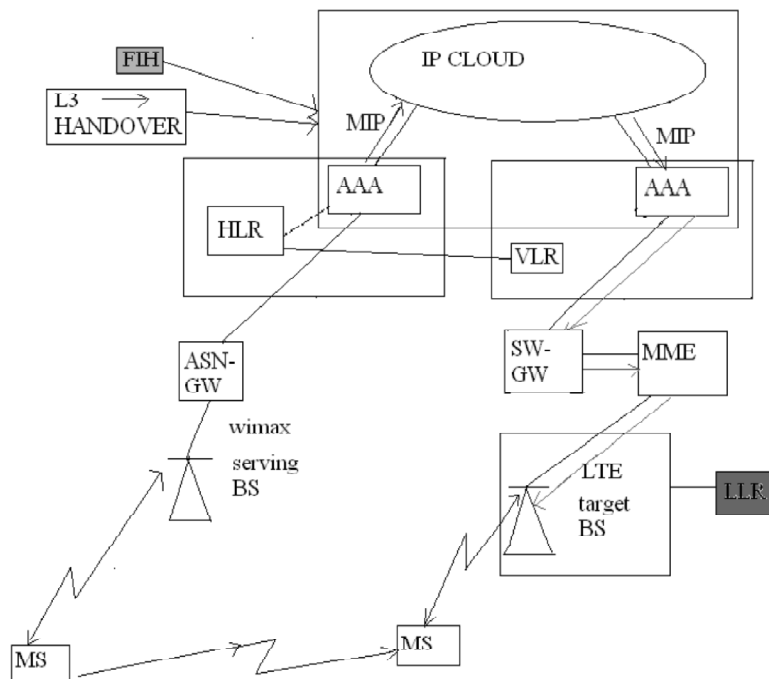 IP CLOUD
FIH
L3
HANDOVER
MIP
MIP
AAA
AAA
HLR
VLR
ASN-
GW
SW-
GW
MME
wimax
serving
BS
LTE
target
BS
LLR
MS
MS